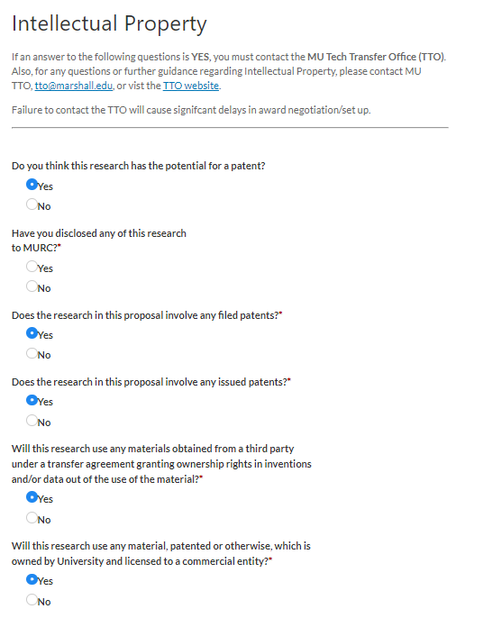 Intellectual Property
If an answer to the following questions is YES, you must contact the MU Tech Transfer Office (TTO).
Also, for any questions or further guidance regarding Intellectual Property, please contact MU
TTO, tto@marshall.edu, or vist the TTO website.
Failure to contact the TTO will cause signifcant delays in award negotiation/set up.
Do you think this research has the potential for a patent?
Yes
No
Have you disclosed any of this research
to MURC?*
Yes
No
Does the research in this proposal involve any filed patents?*
Yes
No
Does the research in this proposal involve any issued patents?*
Yes
No
Will this research use any materials obtained from a third party
under a transfer agreement granting ownership rights in inventions
and/or data out of the use of the material?*
Yes
No
Will this research use any material, patented or otherwise, which is
owned by University and licensed to a commercial entity?*
Yes
No